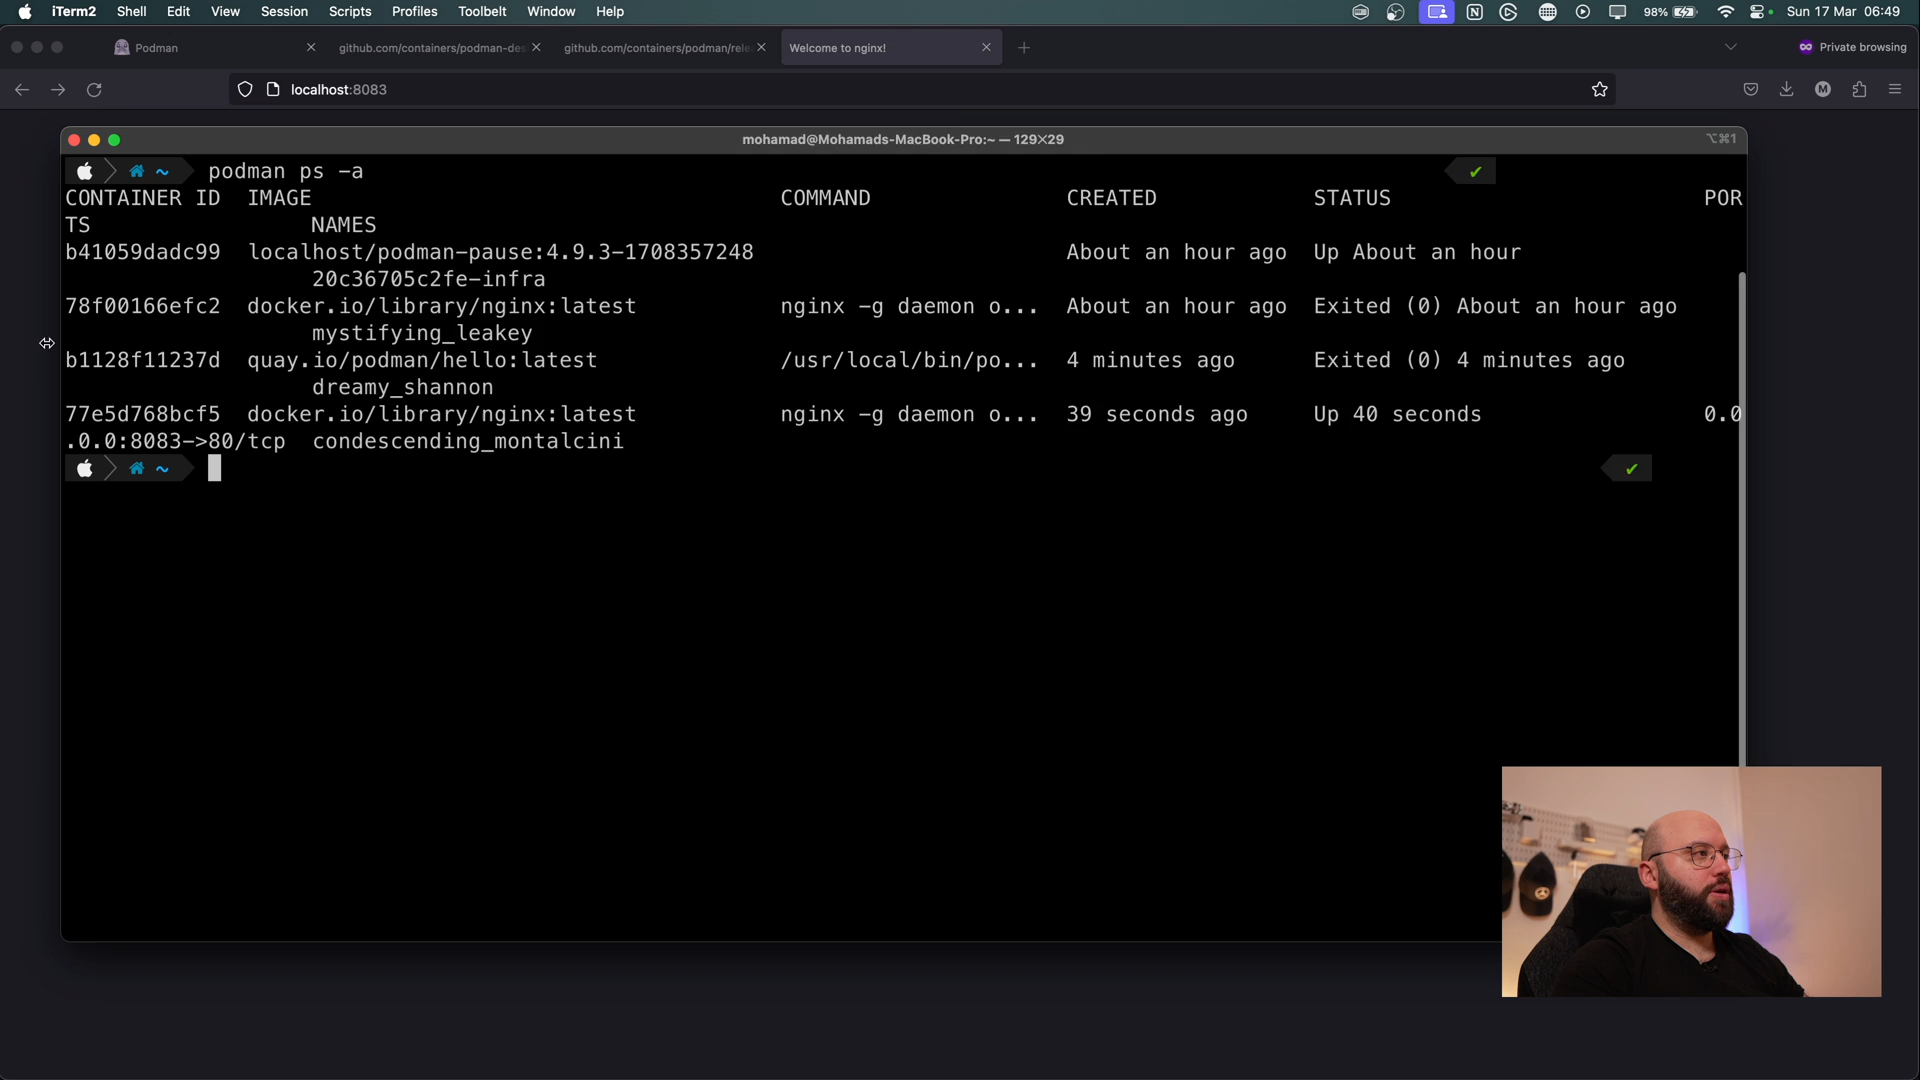 iTerm2 Shell Edit View Session Scripts Profiles Toolbelt Window Help 98% Sun 17 Mar 06:49
Podman github.com/containers/podman-des github.com/containers/podman/rele Welcome to nginx! Private browsing
localhost:8083 M
mohamad@Mohamads-MacBook-Pro:~ — 129×29 ⌥⌘1
~ podman ps -a ✔
CONTAINER ID IMAGE COMMAND CREATED STATUS POR
TS NAMES
b41059dadc99 localhost/podman-pause:4.9.3-1708357248 About an hour ago Up About an hour
20c36705c2fe-infra
78f00166efc2 docker.io/library/nginx:latest nginx -g daemon o... About an hour ago Exited (0) About an hour ago
mystifying_leakey
b1128f11237d quay.io/podman/hello:latest /usr/local/bin/po... 4 minutes ago Exited (0) 4 minutes ago
dreamy_shannon
77e5d768bcf5 docker.io/library/nginx:latest nginx -g daemon o... 39 seconds ago Up 40 seconds 0.0
.0.0:8083->80/tcp condescending_montalcini
~ ✔